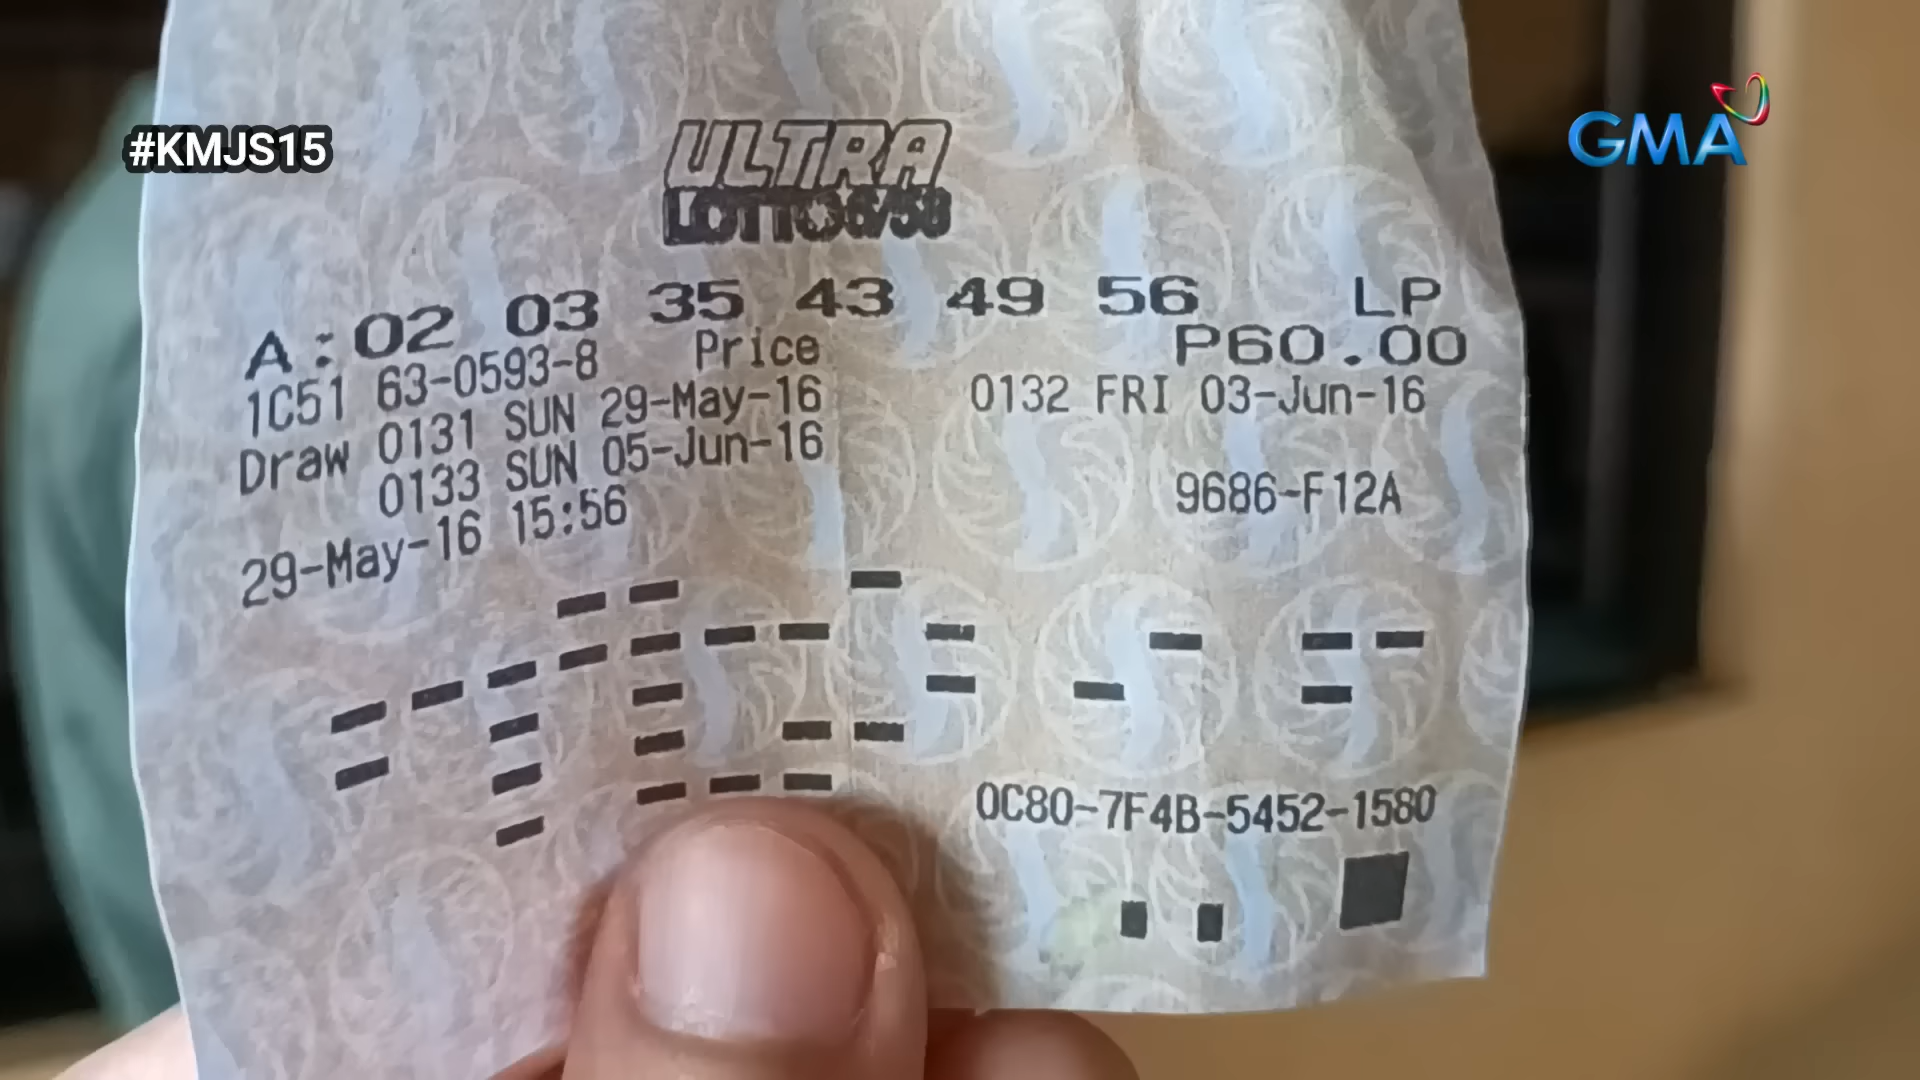 #KMJS15
GMA
ULTRA
LOTTO 6/58
A:02 03 35 43 49 56 LP
1C51 63-0593-8 Price P60.00
Draw 0131 SUN 29-May-16 0132 FRI 03-Jun-16
0133 SUN 05-Jun-16
29-May-16 15:56 9686-F12A
0C80-7F4B-5452-1580